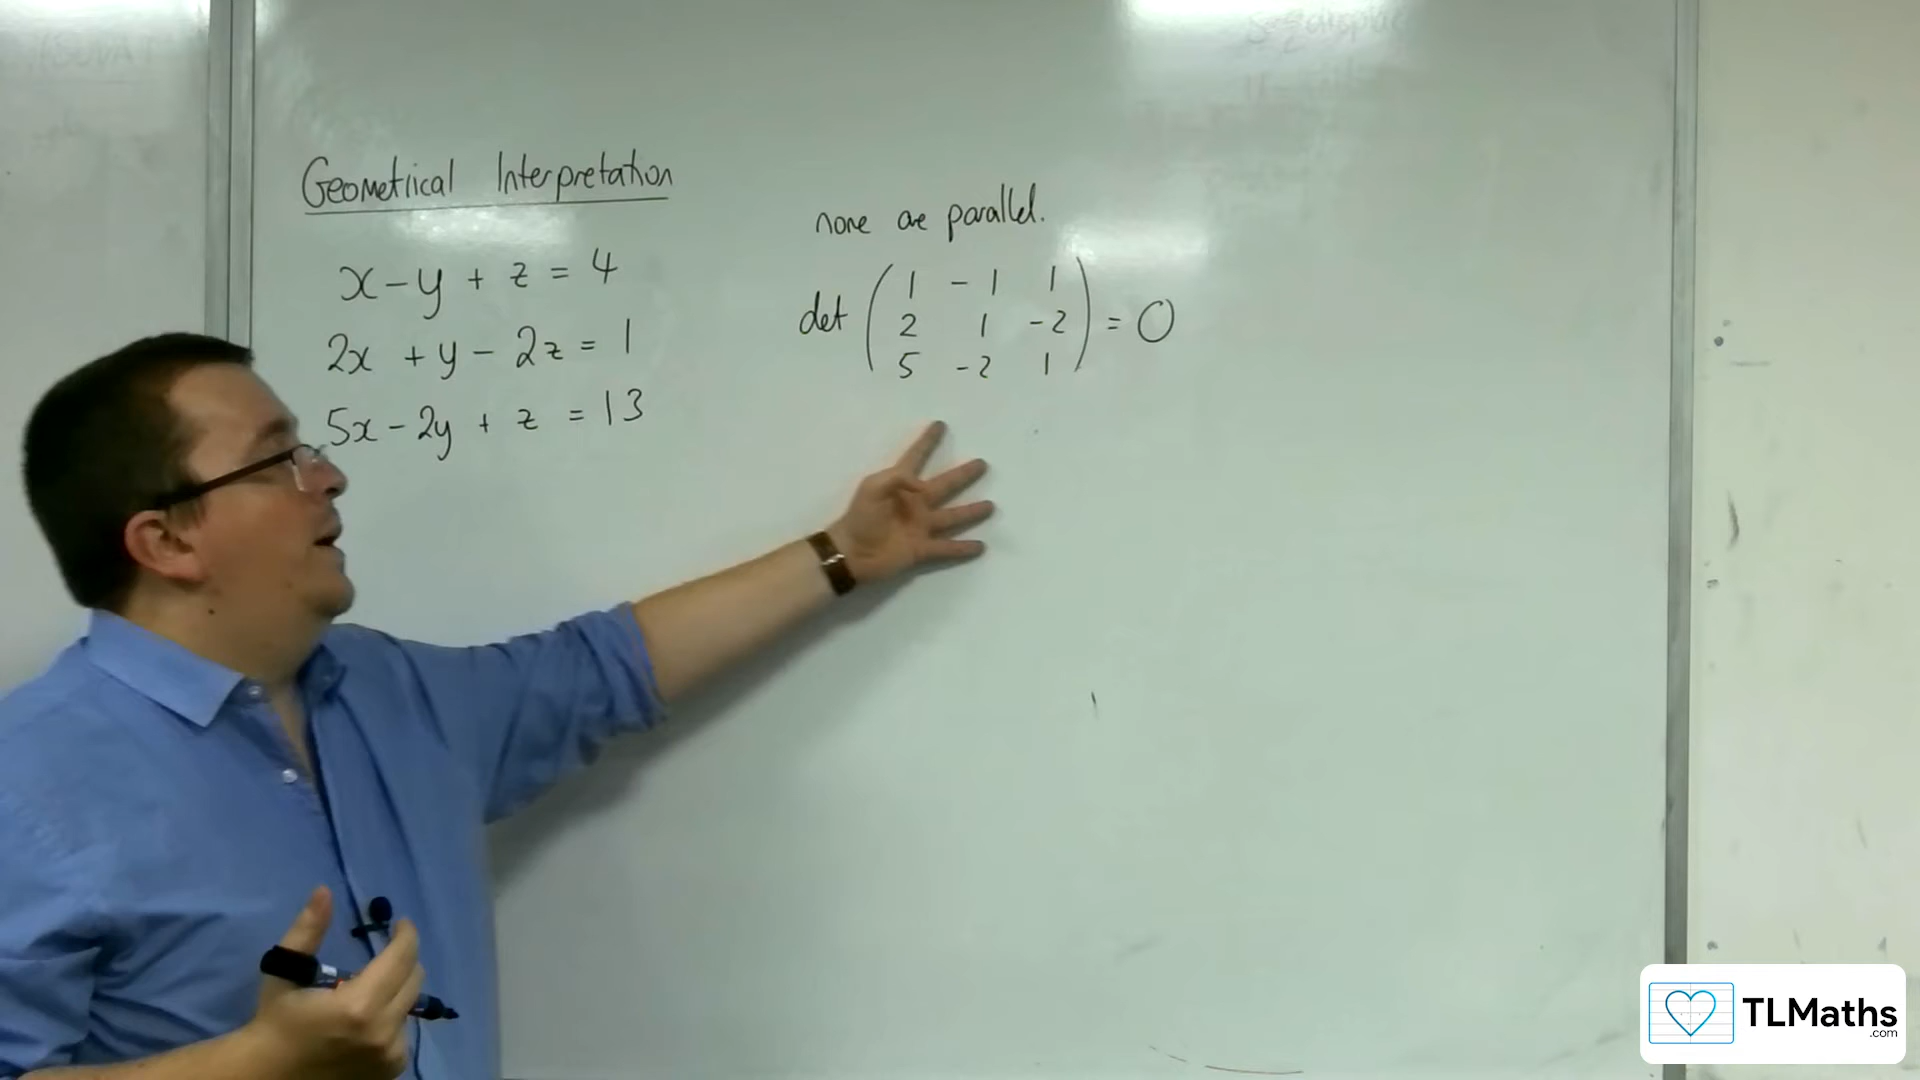 Geometrical Interpretation
x - y + z = 4
2x + y - 2z = 1
5x - 2y + z = 13
none are parallel.
det ( 1 -1 1
2 1 -2
5 -2 1 ) = 0
TLMaths
.com